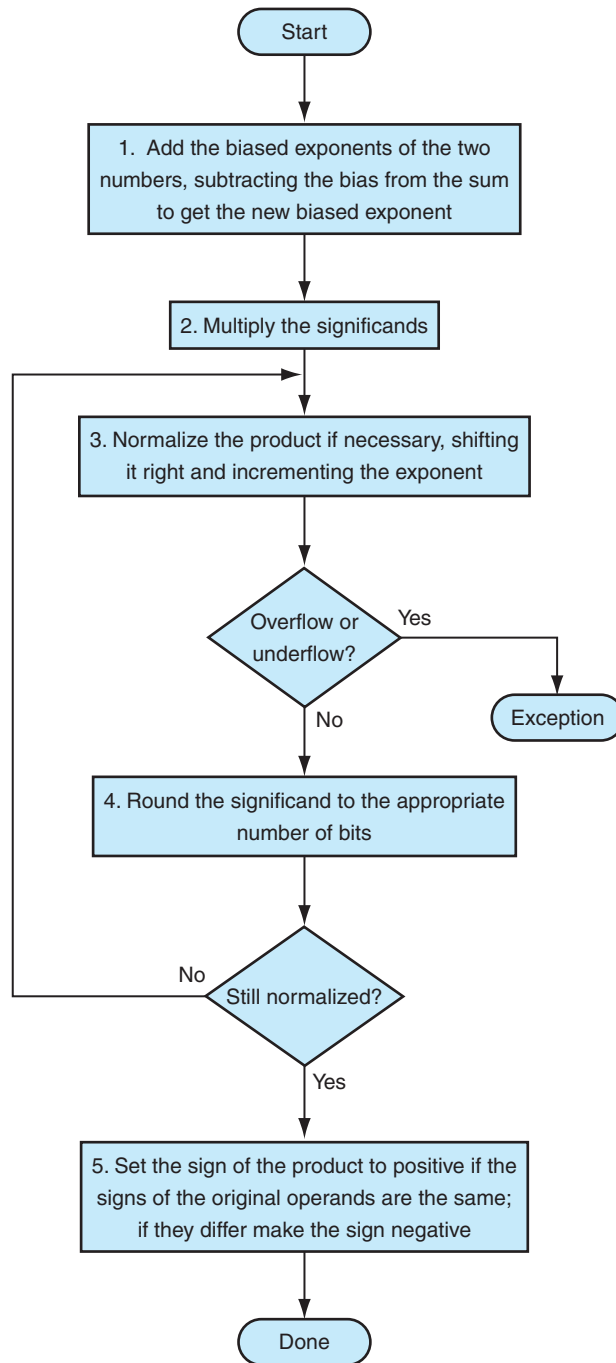 Start
1. Add the biased exponents of the two
numbers, subtracting the bias from the sum
to get the new biased exponent
2. Multiply the significands
3. Normalize the product if necessary, shifting
it right and incrementing the exponent
Overflow or
underflow?
Yes
No
Exception
4. Round the significand to the appropriate
number of bits
No
Still normalized?
Yes
5. Set the sign of the product to positive if the
signs of the original operands are the same;
if they differ make the sign negative
Done